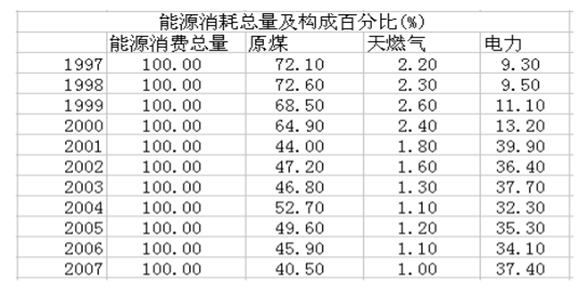 能源消耗总量及构成百分比(%)
能源消费总量 原煤 天燃气 电力
1997 100.00 72.10 2.20 9.30
1998 100.00 72.60 2.30 9.50
1999 100.00 68.50 2.60 11.10
2000 100.00 64.90 2.40 13.20
2001 100.00 44.00 1.80 39.90
2002 100.00 47.20 1.60 36.40
2003 100.00 46.80 1.30 37.70
2004 100.00 52.70 1.10 32.30
2005 100.00 49.60 1.20 35.30
2006 100.00 45.90 1.10 34.10
2007 100.00 40.50 1.00 37.40